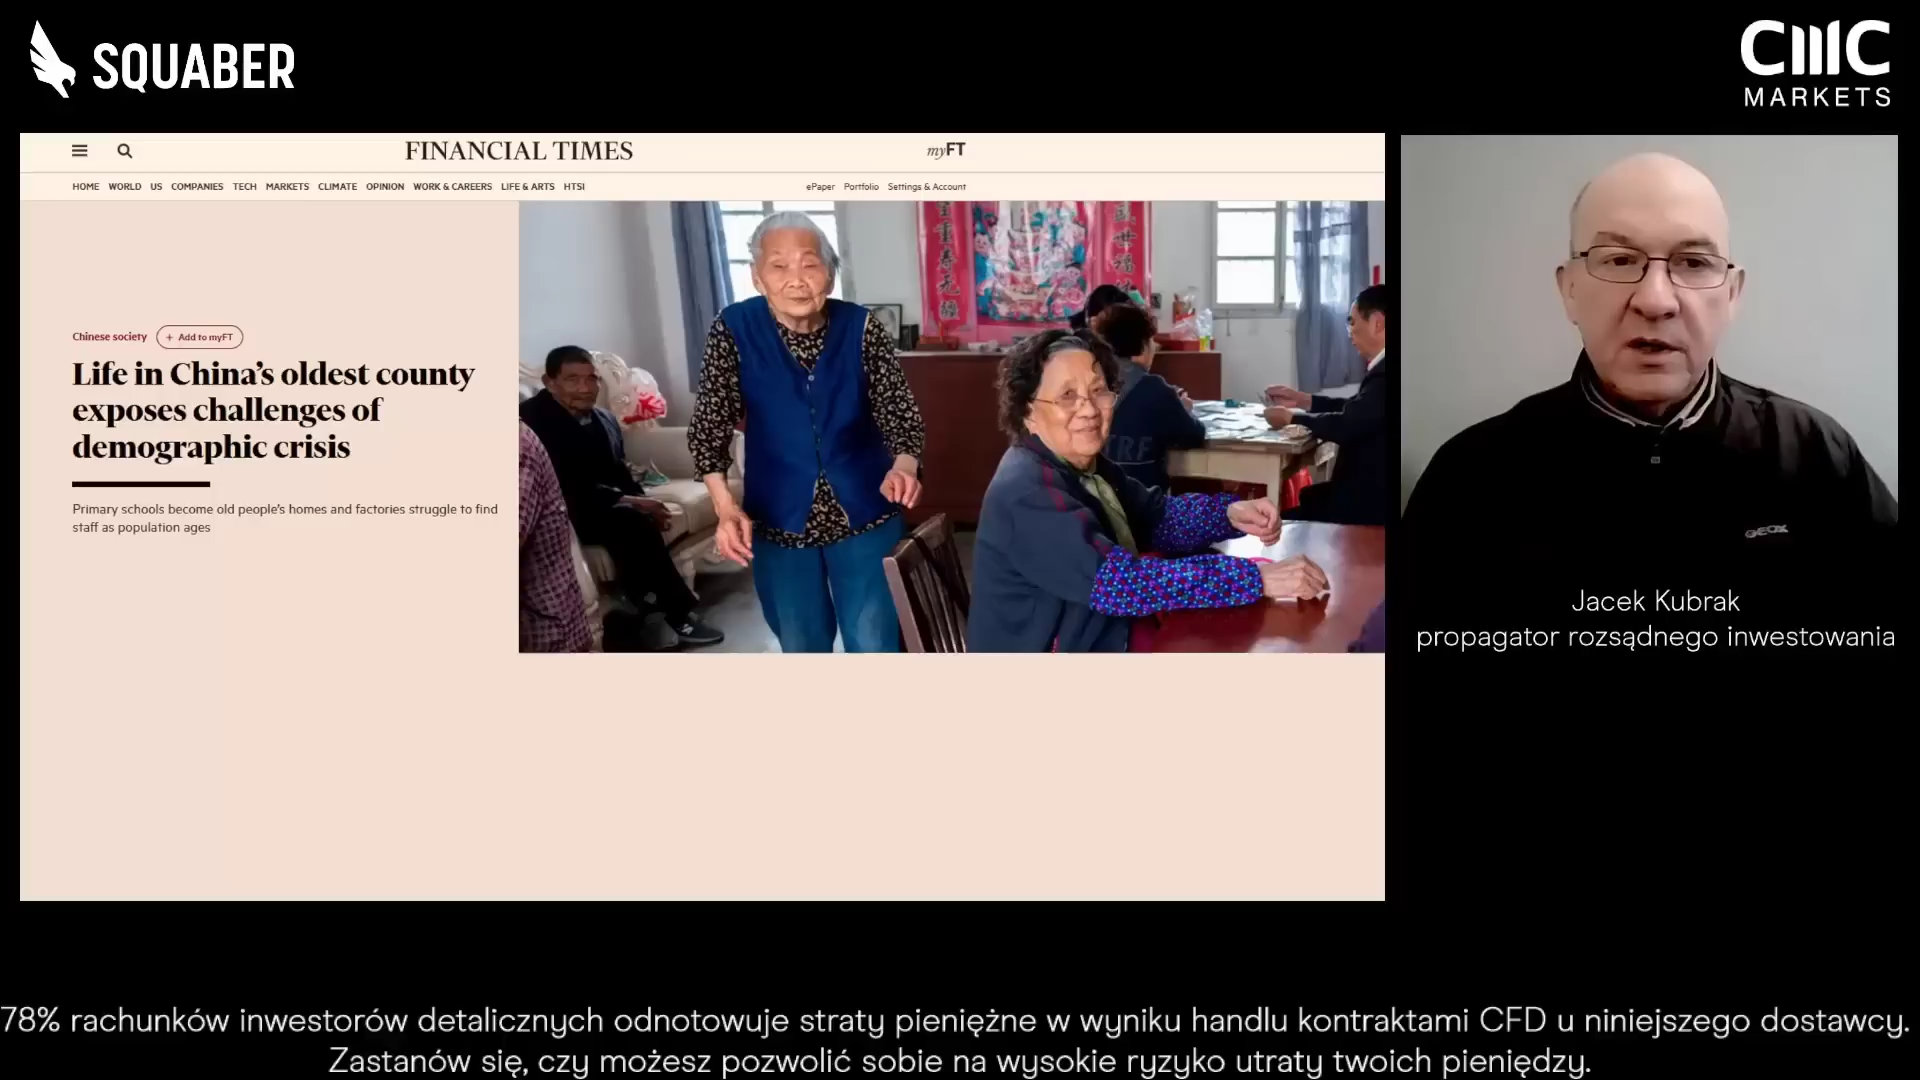 SQUABER
CMC
MARKETS
FINANCIAL TIMES
myFT
HOME WORLD US COMPANIES TECH MARKETS CLIMATE OPINION WORK & CAREERS LIFE & ARTS HTSI
ePaper Portfolio Settings & Account
Chinese society
+ Add to myFT
Life in China's oldest county
exposes challenges of
demographic crisis
Primary schools become old people's homes and factories struggle to find
staff as population ages
GEOX
Jacek Kubrak
propagator rozsądnego inwestowania
78% rachunków inwestorów detalicznych odnotowuje straty pieniężne w wyniku handlu kontraktami CFD u niniejszego dostawcy.
Zastanów się, czy możesz pozwolić sobie na wysokie ryzyko utraty twoich pieniędzy.